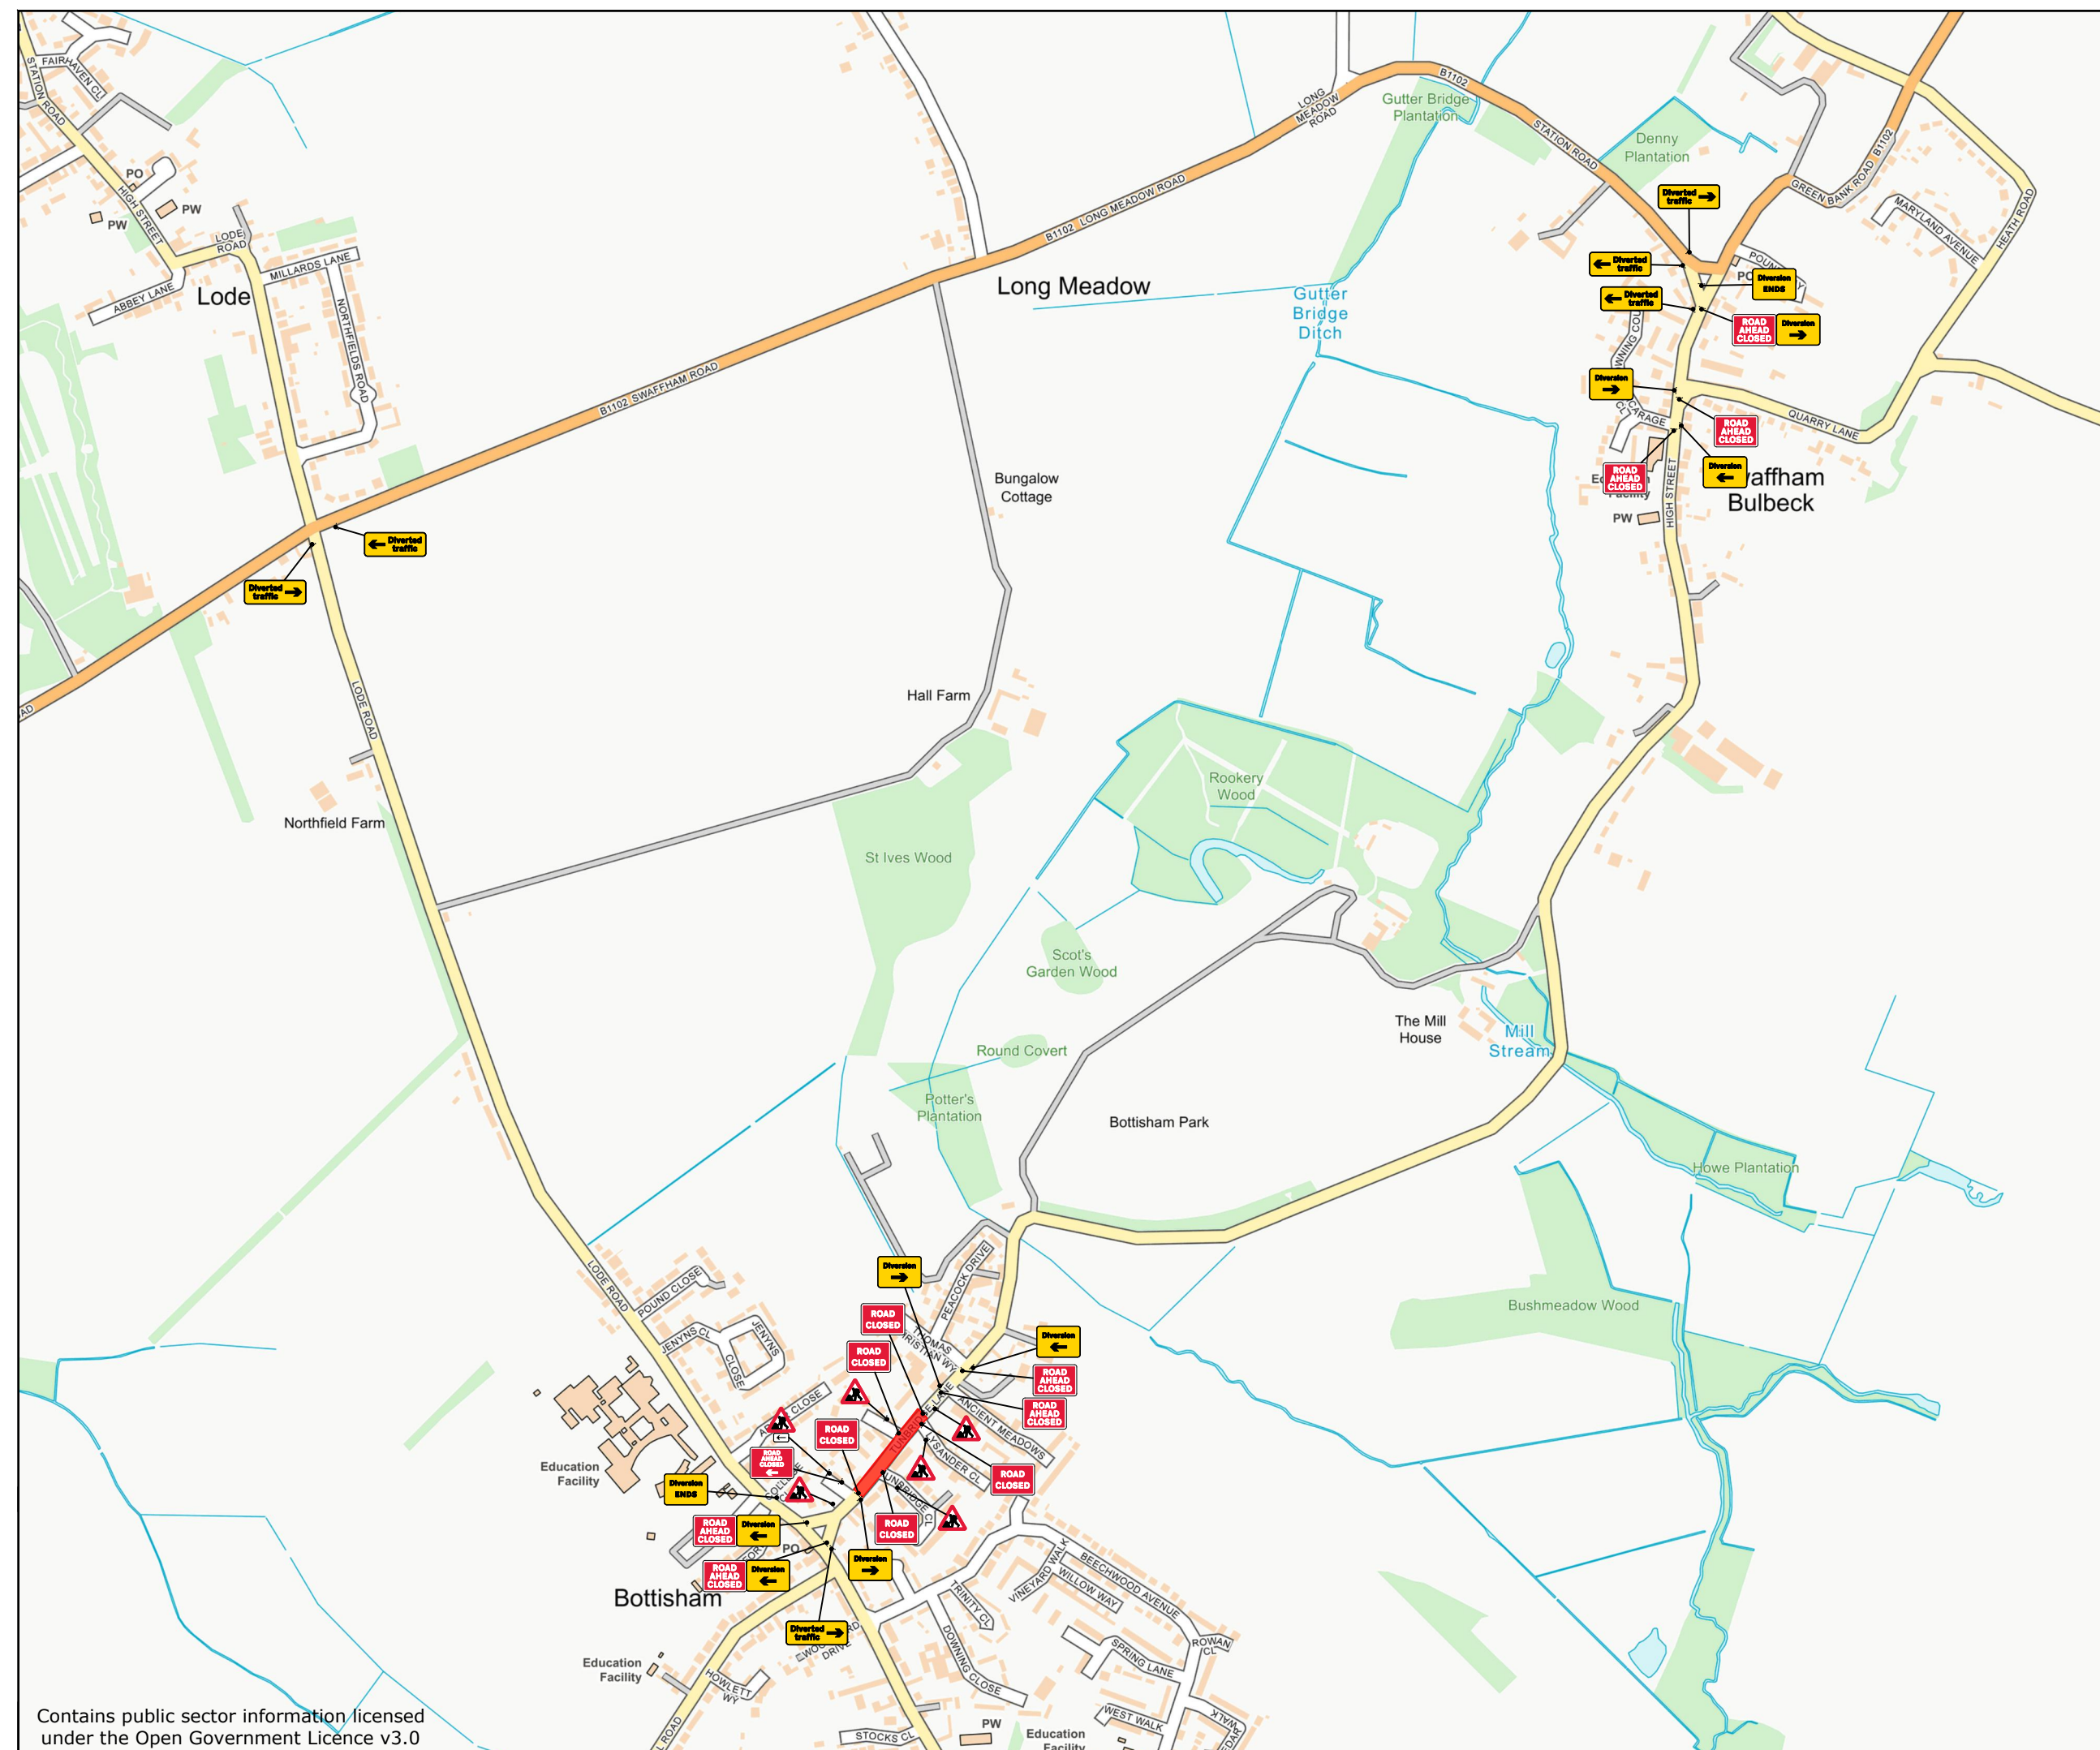 FAIRHAVEN CL
STATION ROAD
PO
PW
PW
HIGH STREET
LODE
ROAD
ABBEY LANE
MILLARDS LANE
Lode
NORTHFIELDS ROAD
B1102 SWAFFHAM ROAD
B1102 LONG MEADOW ROAD
Long Meadow
LONG
MEADOW
ROAD
B1102
Gutter Bridge
Plantation
STATION ROAD
Denny
Plantation
GREEN BANK ROAD B1102
MARYLAND AVENUE
HEATH ROAD
Diverted
traffic
Diverted
traffic
Diversion
ENDS
Diverted
traffic
ROAD
AHEAD
CLOSED
Diversion
Gutter
Bridge
Ditch
Diversion
QUARRY LANE
ROAD
AHEAD
CLOSED
ROAD
AHEAD
CLOSED
Diversion
HIGH STREET
Bulbeck
PW
Bungalow
Cottage
Diverted
traffic
Diverted
traffic
LODE ROAD
Hall Farm
Northfield Farm
Rookery
Wood
St Ives Wood
Scot's
Garden Wood
The Mill
House
Mill
Stream
Round Covert
Potter's
Plantation
Bottisham Park
Howe Plantation
Bushmeadow Wood
LODE ROAD
POUND CLOSE
JENYNS CL
JENYNS
CLOSE
Diversion
PEACOCK DRIVE
ROAD
CLOSED
THOMAS
Diversion
ROAD
CLOSED
ROAD
AHEAD
CLOSED
ROAD
AHEAD
CLOSED
ANCIENT MEADOWS
ROAD
CLOSED
LYSANDER CL
ROAD
AHEAD
CLOSED
ROAD
CLOSED
Education
Facility
Diversion
ENDS
ROAD
AHEAD
CLOSED
Diversion
ROAD
CLOSED
PO
ROAD
AHEAD
CLOSED
Diversion
Diversion
Bottisham
Diverted
traffic
DRIVE
TRINITY CL
VINEYARD WALK
WILLOW WAY
BEECHWOOD AVENUE
DOWNING CLOSE
SPRING LANE
ROWAN
CL
Education
Facility
HOWLETT
WY
WEST WALK
STOCKS CL
PW
Education
Facility
Contains public sector information licensed
under the Open Government Licence v3.0